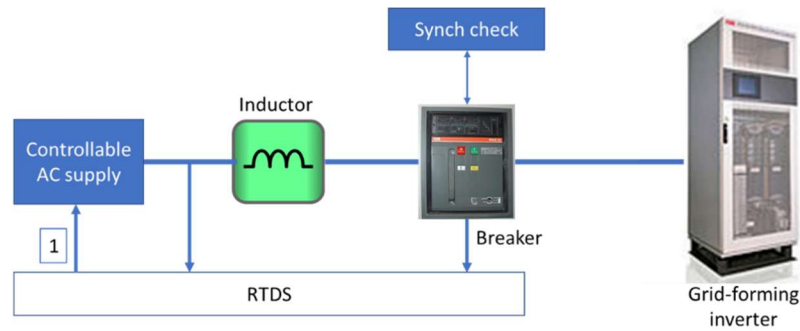 Synch check
Inductor
Controllable
AC supply
1
Breaker
RTDS
Grid-forming
inverter